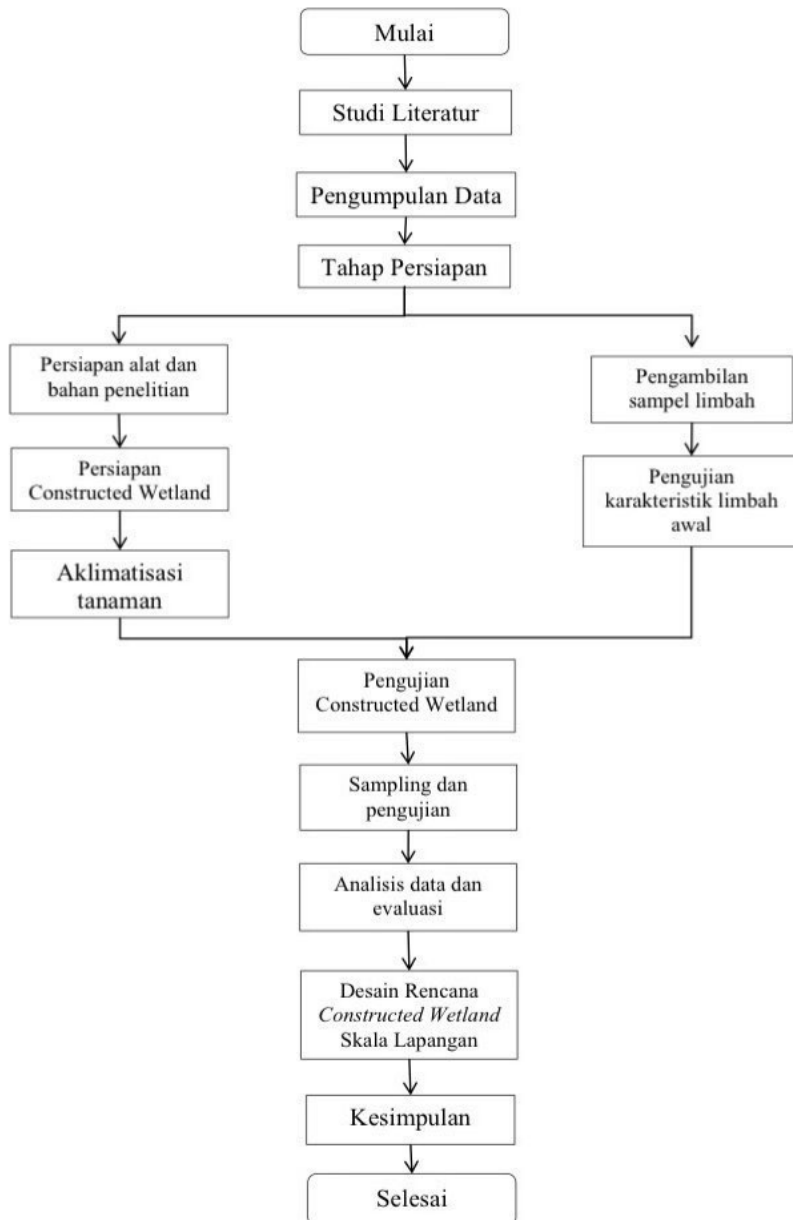 Mulai
Studi Literatur
Pengumpulan Data
Tahap Persiapan
Persiapan alat dan
bahan penelitian
Persiapan
Constructed Wetland
Aklimatisasi
tanaman
Pengambilan
sampel limbah
Pengujian
karakteristik limbah
awal
Pengujian
Constructed Wetland
Sampling dan
pengujian
Analisis data dan
evaluasi
Desain Rencana
Constructed Wetland
Skala Lapangan
Kesimpulan
Selesai